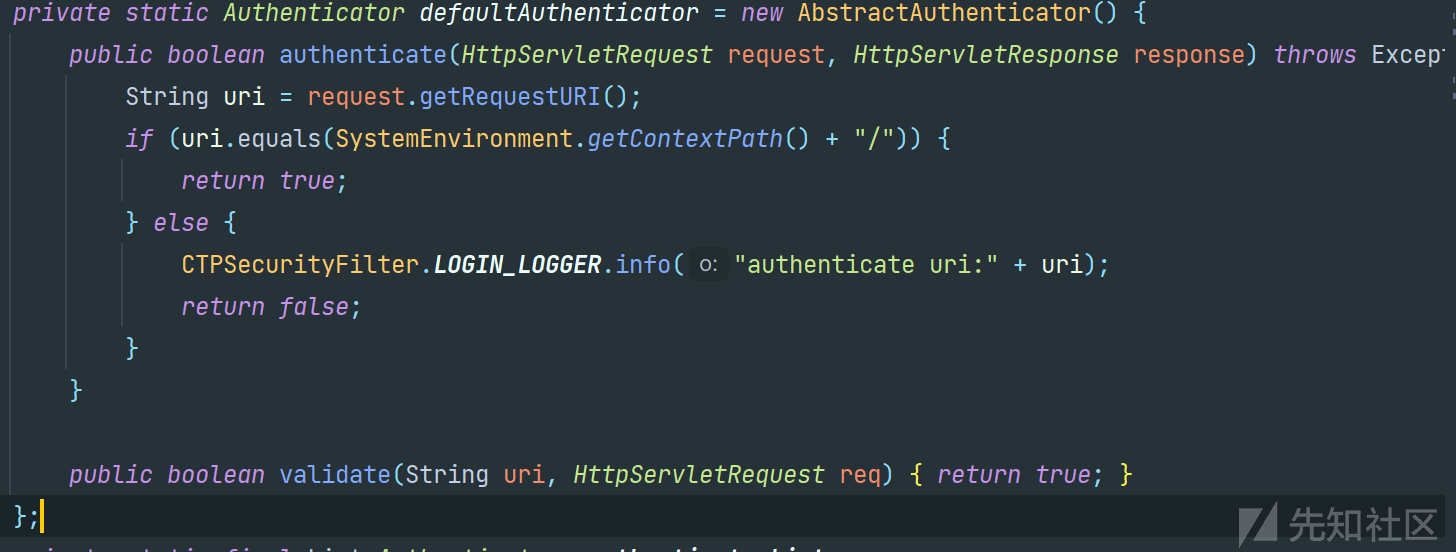 private static Authenticator defaultAuthenticator = new AbstractAuthenticator() {
public boolean authenticate(HttpServletRequest request, HttpServletResponse response) throws Except
String uri = request.getRequestURI();
if (uri.equals(SystemEnvironment.getContextPath() + "/")) {
return true;
} else {
CTPSecurityFilter.LOGIN_LOGGER.info( o: "authenticate uri:" + uri);
return false;
}
}
public boolean validate(String uri, HttpServletRequest req) { return true; }
};
先知社区